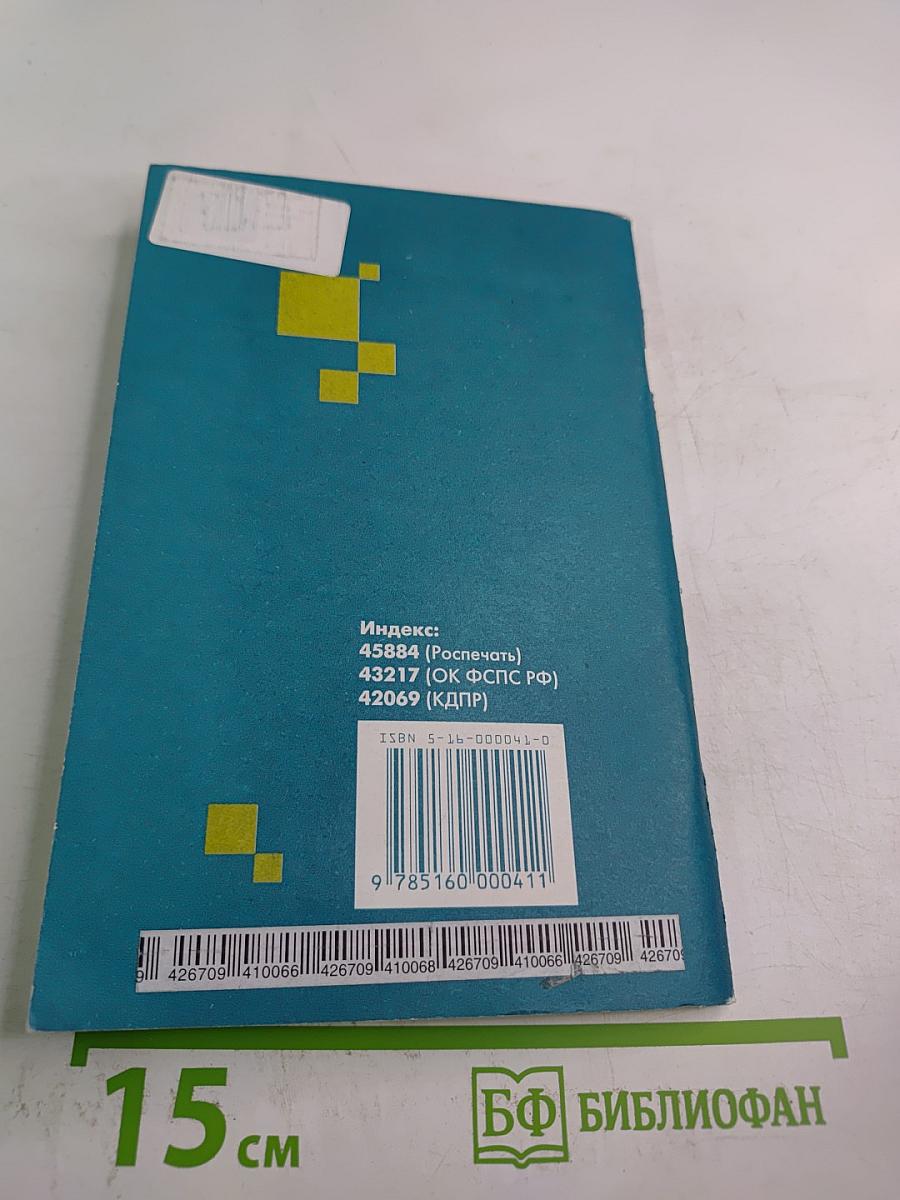 Индекс:
45884 (Роспечать)
43217 (ОК ФСПС РФ)
42069 (КДПР)
ISBN 5-16-000041-0
9 785160 000411
9 426709 410066 426709 410068 426709 410066 426709 426709
15 см
БФ БИБЛИОФАН